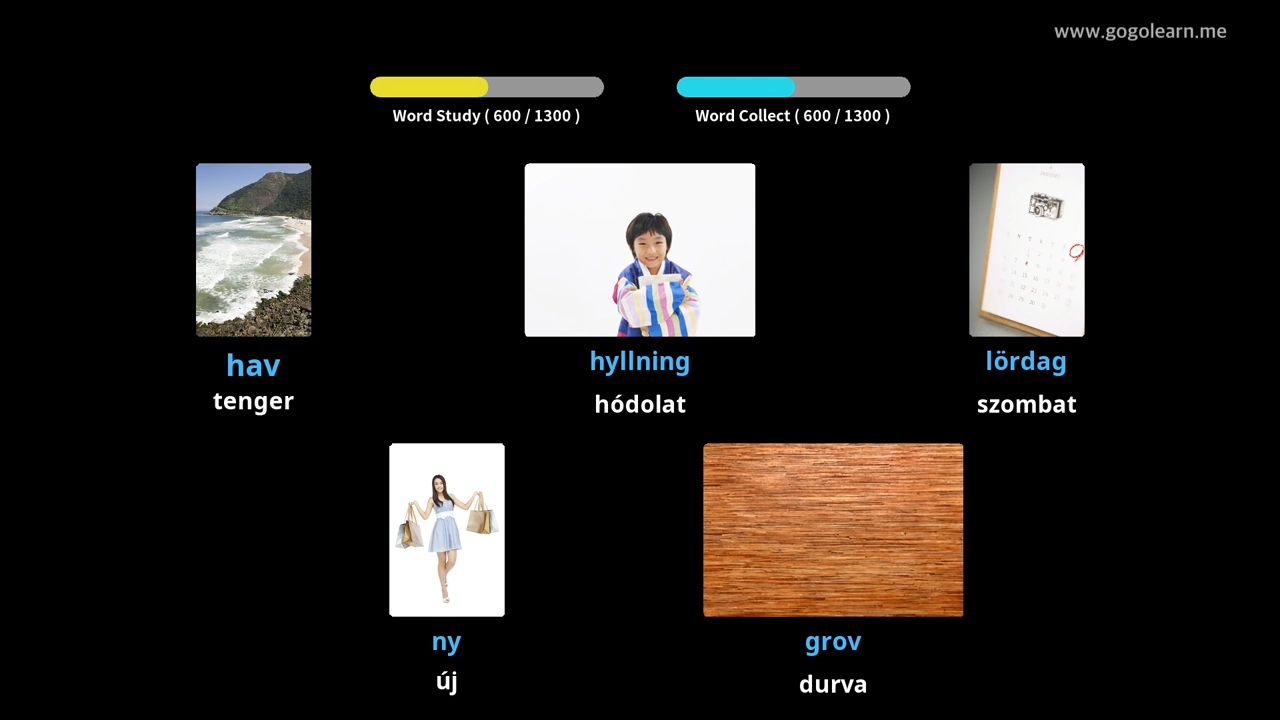 www.gogolearn.me
Word Study ( 600 / 1300 )
Word Collect ( 600 / 1300 )
hav
tenger
hyllning
hódolat
lördag
szombat
ny
új
grov
durva